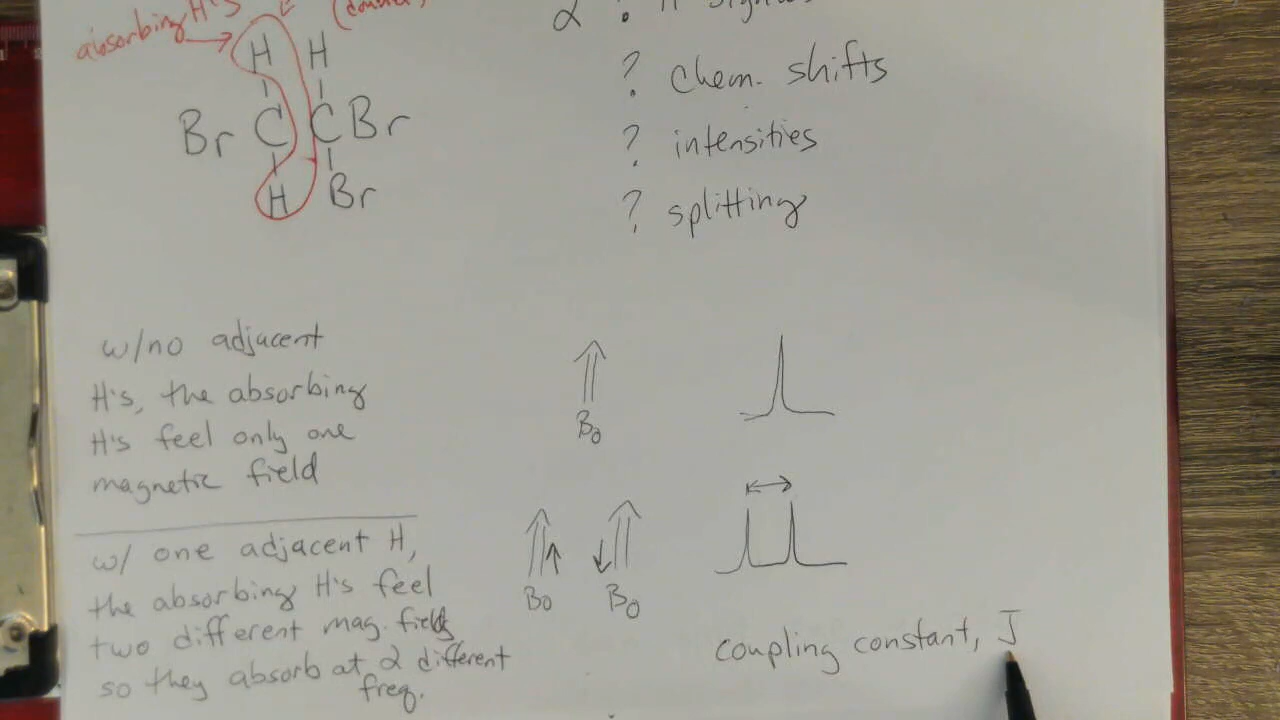 absorbing H's
H H
Br C C Br
H Br
2 ?
? Chem. shifts
? intensities
? splitting
w/no adjacent
H's, the absorbing
H's feel only one
magnetic field
B₀
w/ one adjacent H,
the absorbing H's feel
two different mag. fields,
so they absorb at 2 different
freq.
B₀ B₀
coupling constant, J